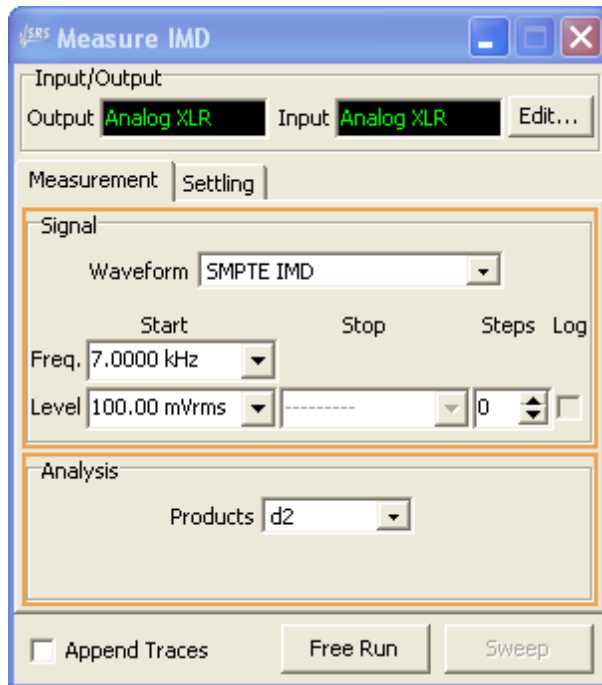 SRS Measure IMD
Input/Output
Output Analog XLR Input Analog XLR Edit...
Measurement Settling
Signal
Waveform SMPTE IMD
Start Stop Steps Log
Freq. 7.0000 kHz
Level 100.00 mVrms --------- 0
Analysis
Products d2
Append Traces Free Run Sweep